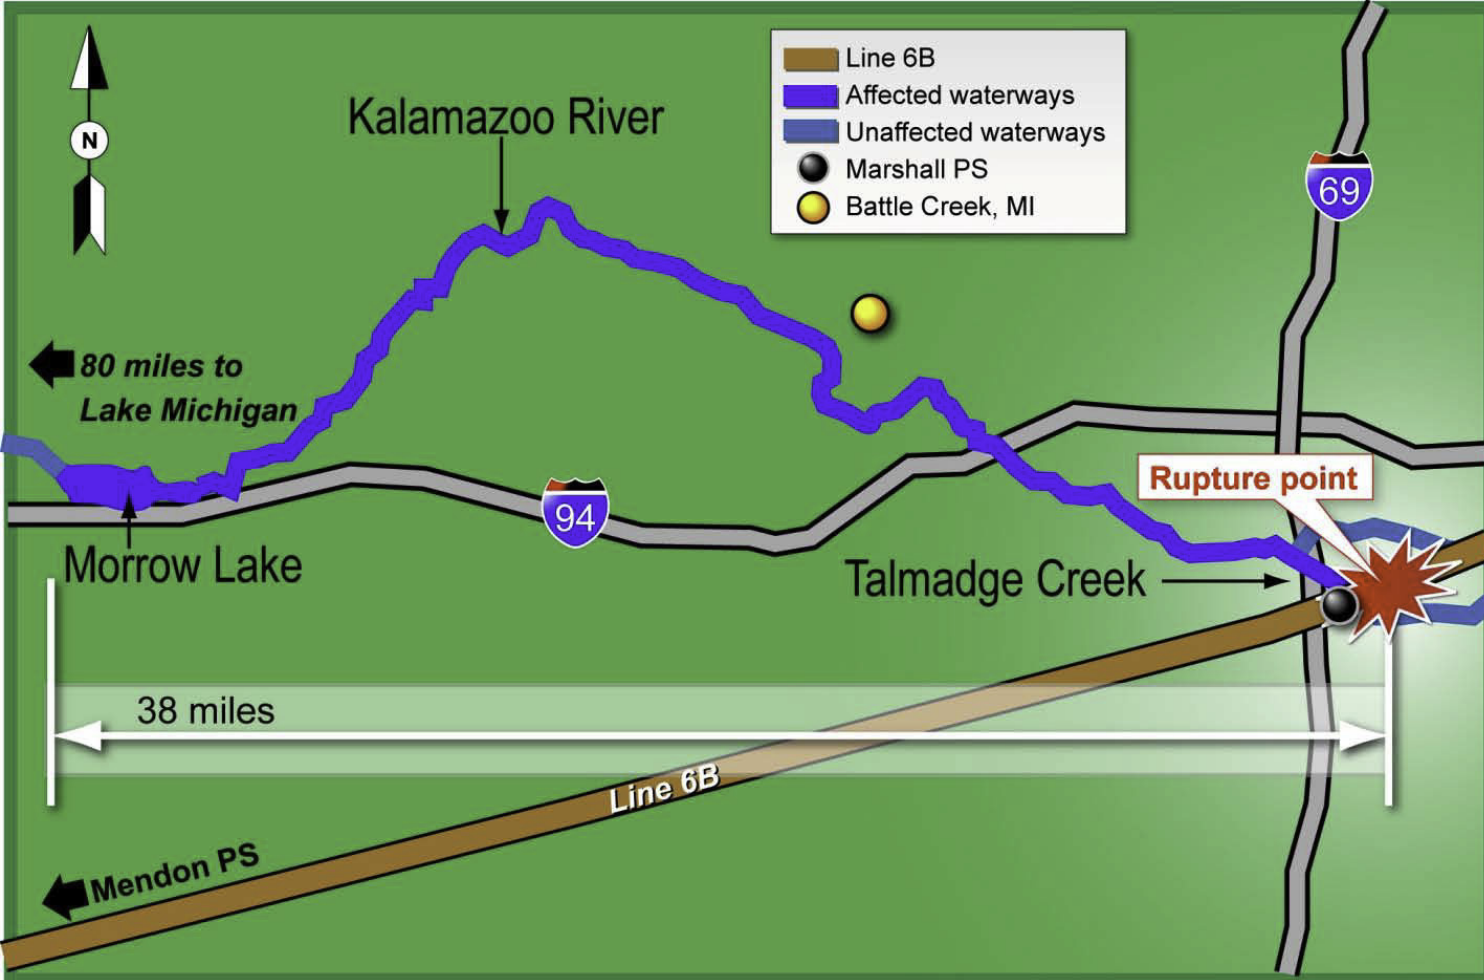 N
Kalamazoo River
Line 6B
Affected waterways
Unaffected waterways
Marshall PS
Battle Creek, MI
69
80 miles to
Lake Michigan
Rupture point
94
Morrow Lake
Talmadge Creek
38 miles
Line 6B
Mendon PS